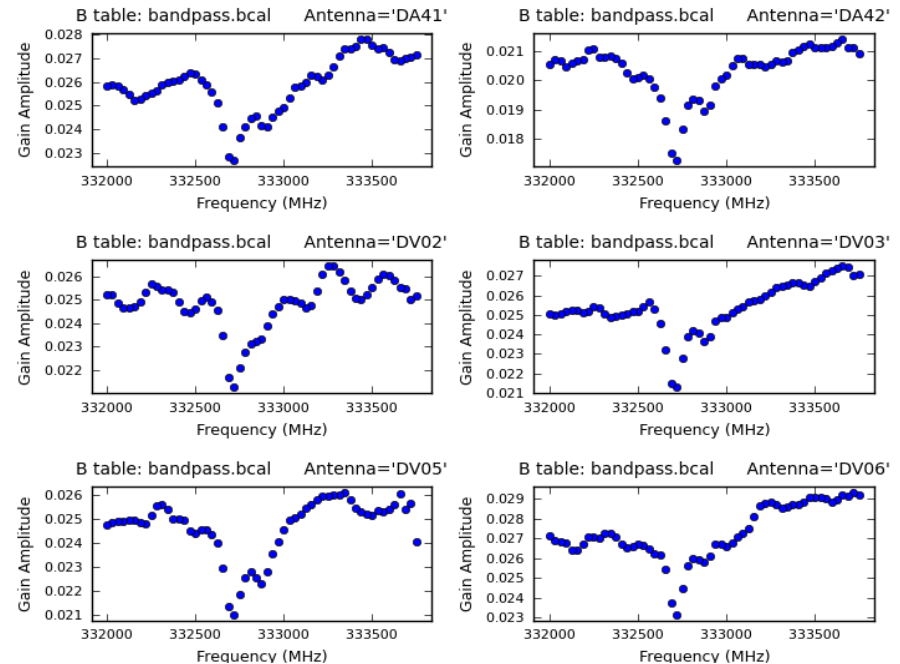 B table: bandpass.bcal Antenna='DA41'
0.028
0.027
0.026
0.025
0.024
0.023
Gain Amplitude
332000 332500 333000 333500
Frequency (MHz)
B table: bandpass.bcal Antenna='DA42'
0.021
0.020
0.019
0.018
Gain Amplitude
332000 332500 333000 333500
Frequency (MHz)
B table: bandpass.bcal Antenna='DV02'
0.026
0.025
0.024
0.023
0.022
Gain Amplitude
332000 332500 333000 333500
Frequency (MHz)
B table: bandpass.bcal Antenna='DV03'
0.027
0.026
0.025
0.024
0.023
0.022
0.021
Gain Amplitude
332000 332500 333000 333500
Frequency (MHz)
B table: bandpass.bcal Antenna='DV05'
0.026
0.025
0.024
0.023
0.022
0.021
Gain Amplitude
332000 332500 333000 333500
Frequency (MHz)
B table: bandpass.bcal Antenna='DV06'
0.029
0.028
0.027
0.026
0.025
0.024
0.023
Gain Amplitude
332000 332500 333000 333500
Frequency (MHz)